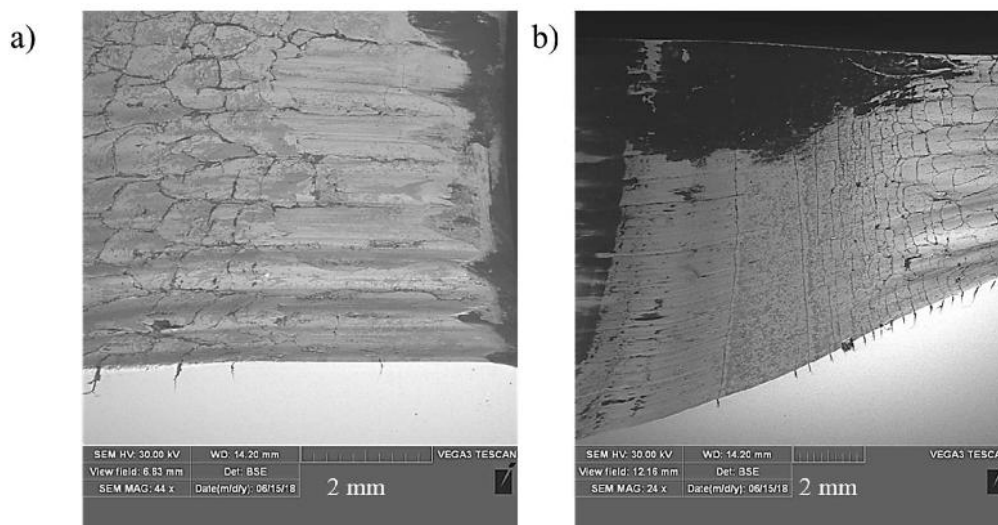 a)
SEM HV: 30.00 kV WD: 14.20 mm VEGA3 TESCAN
View field: 6.63 mm Det: BSE
SEM MAG: 44 x Date(m/d/y): 06/15/18 2 mm
b)
SEM HV: 30.00 kV WD: 14.20 mm VEGA3 TESCA
View field: 12.16 mm Det: BSE
SEM MAG: 24 x Date(m/d/y): 06/15/18 2 mm